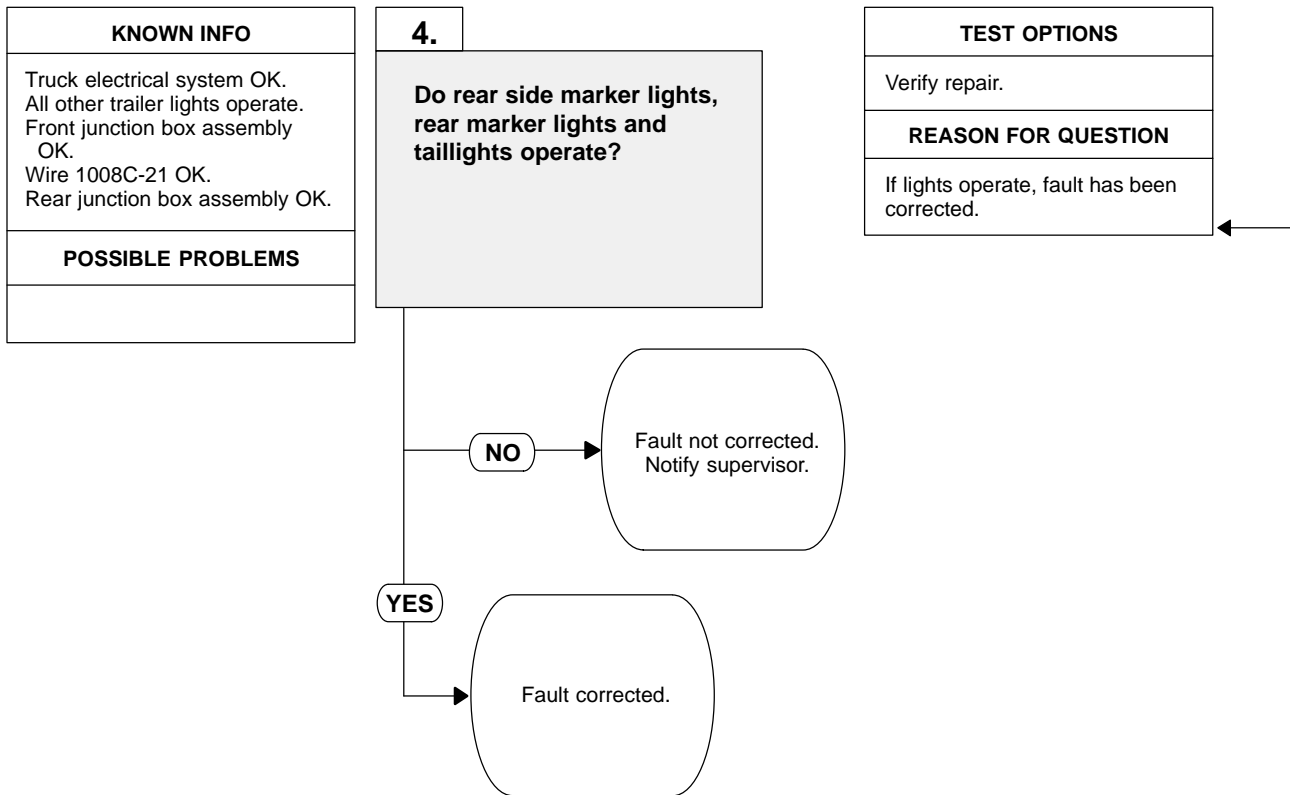 KNOWN INFO
Truck electrical system OK.
All other trailer lights operate.
Front junction box assembly
OK.
Wire 1008C-21 OK.
Rear junction box assembly OK.
POSSIBLE PROBLEMS
4.
Do rear side marker lights,
rear marker lights and
taillights operate?
TEST OPTIONS
Verify repair.
REASON FOR QUESTION
If lights operate, fault has been
corrected.
NO
Fault not corrected.
Notify supervisor.
YES
Fault corrected.